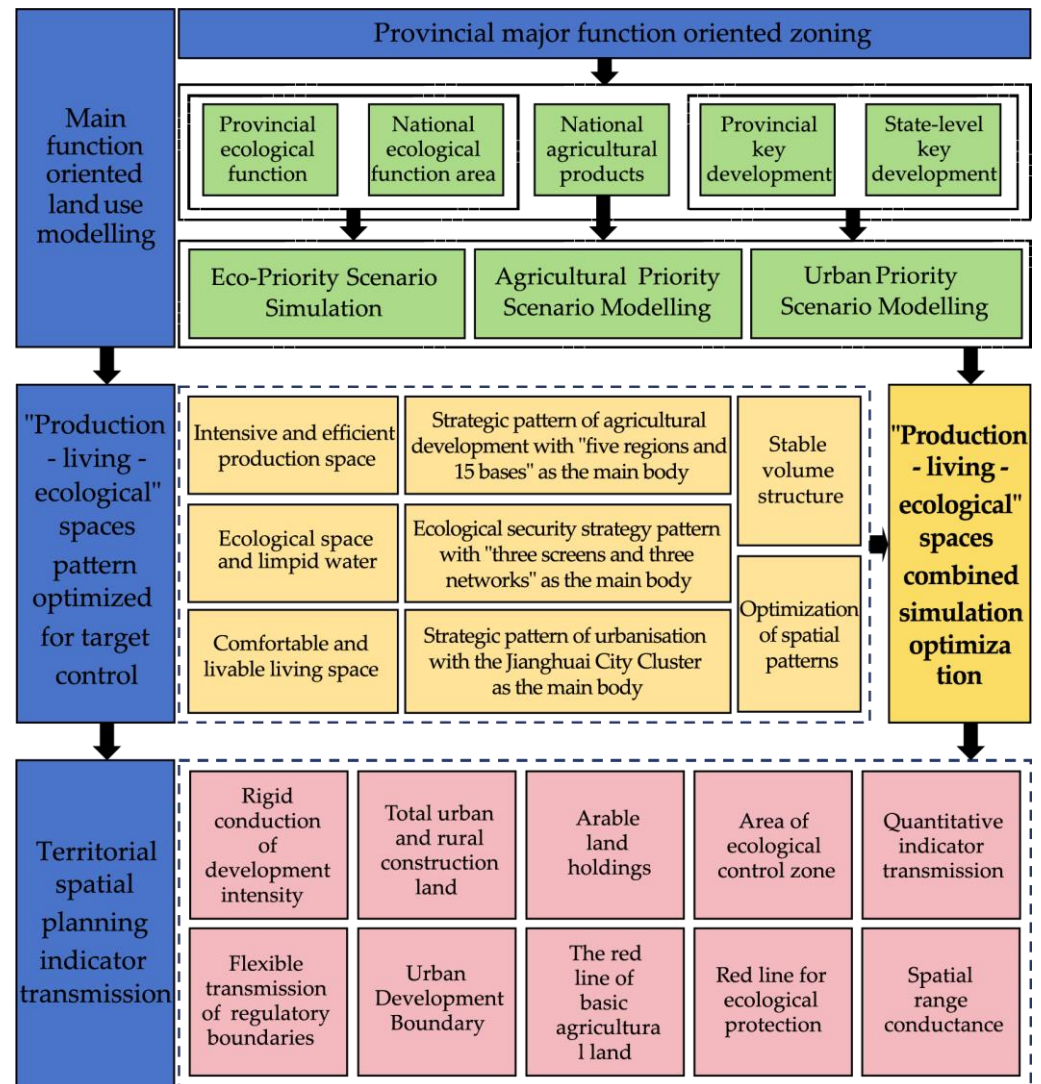 Provincial major function oriented zoning
Main
function
oriented
land use
modelling
Provincial
ecological
function
National
ecological
function area
National
agricultural
products
Provincial
key
development
State-level
key
development
Eco-Priority Scenario
Simulation
Agricultural Priority
Scenario Modelling
Urban Priority
Scenario Modelling
"Production
- living -
ecological"
spaces
pattern
optimized
for target
control
Intensive and efficient
production space
Strategic pattern of agricultural
development with "five regions and
15 bases" as the main body
Stable
volume
structure
Ecological space
and limpid water
Ecological security strategy pattern
with "three screens and three
networks" as the main body
Optimization
of spatial
patterns
Comfortable and
livable living space
Strategic pattern of urbanisation
with the Jianghuai City Cluster
as the main body
"Production
- living -
ecological"
spaces
combined
simulation
optimiza
tion
Territorial
spatial
planning
indicator
transmission
Rigid
conduction
of
development
intensity
Total urban
and rural
construction
land
Arable
land
holdings
Area of
ecological
control zone
Quantitative
indicator
transmission
Flexible
transmission
of regulatory
boundaries
Urban
Development
Boundary
The red
line of
basic
agricultura
l land
Red line for
ecological
protection
Spatial
range
conductance